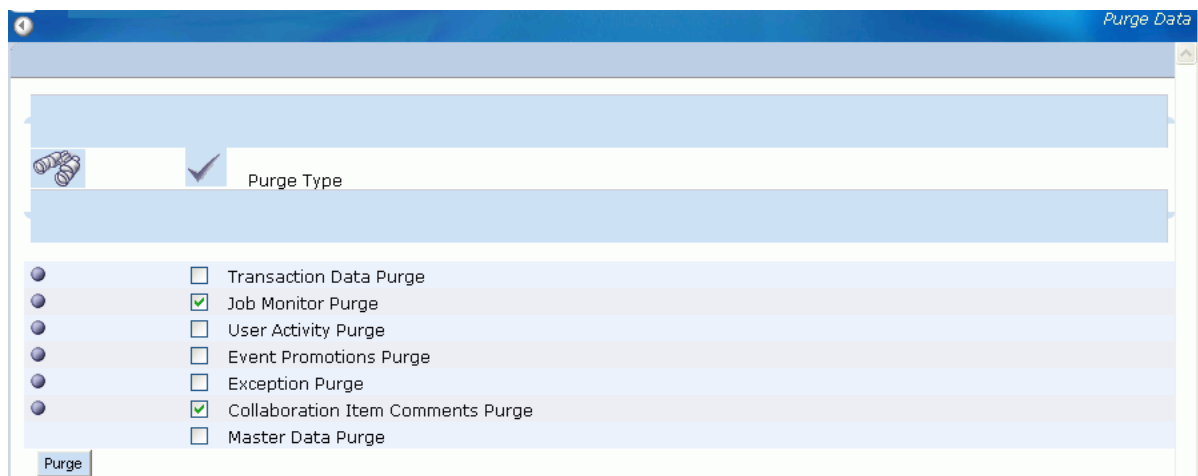 Purge Data
Purge Type
Transaction Data Purge
Job Monitor Purge
User Activity Purge
Event Promotions Purge
Exception Purge
Collaboration Item Comments Purge
Master Data Purge
Purge